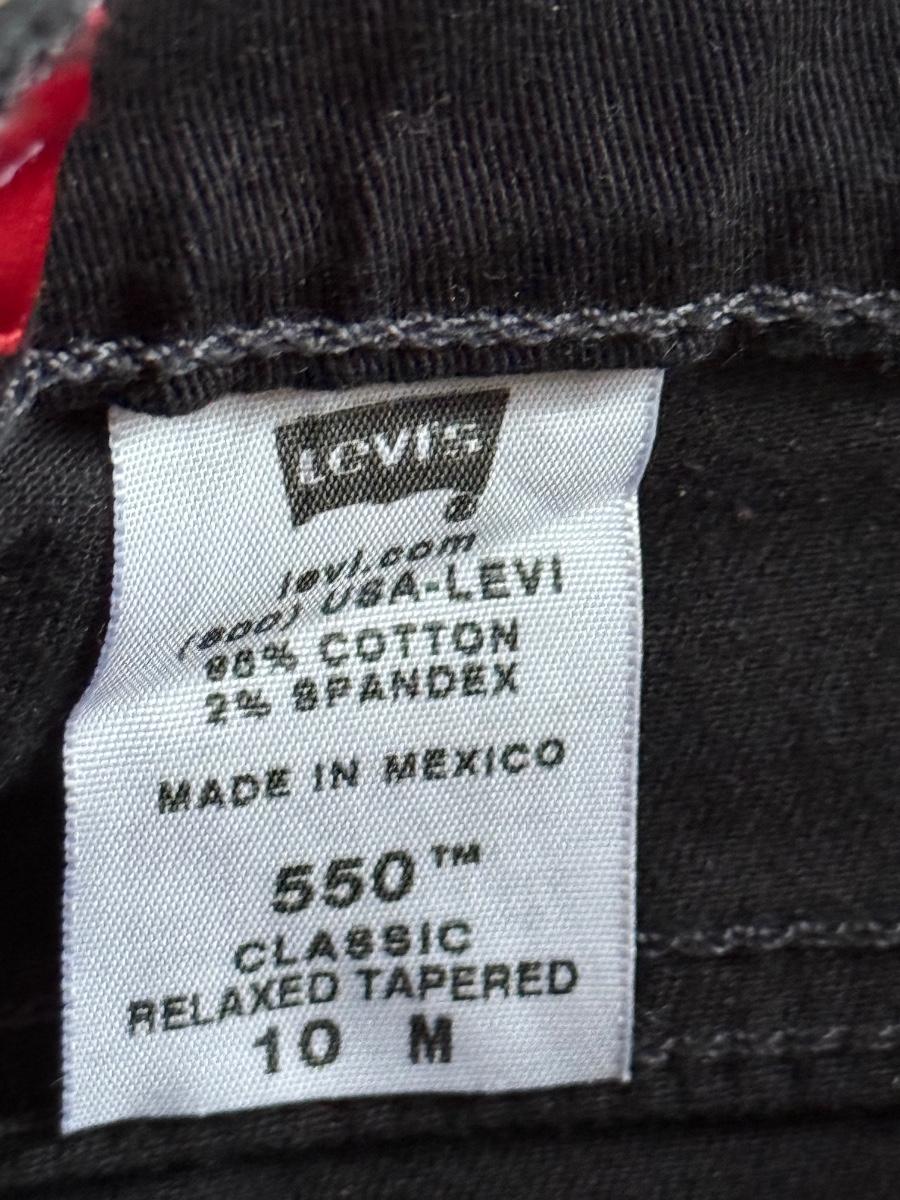 Levi's
®
levi.com
(800) USA-LEVI
98% COTTON
2% SPANDEX
MADE IN MEXICO
550™
CLASSIC
RELAXED TAPERED
10 M